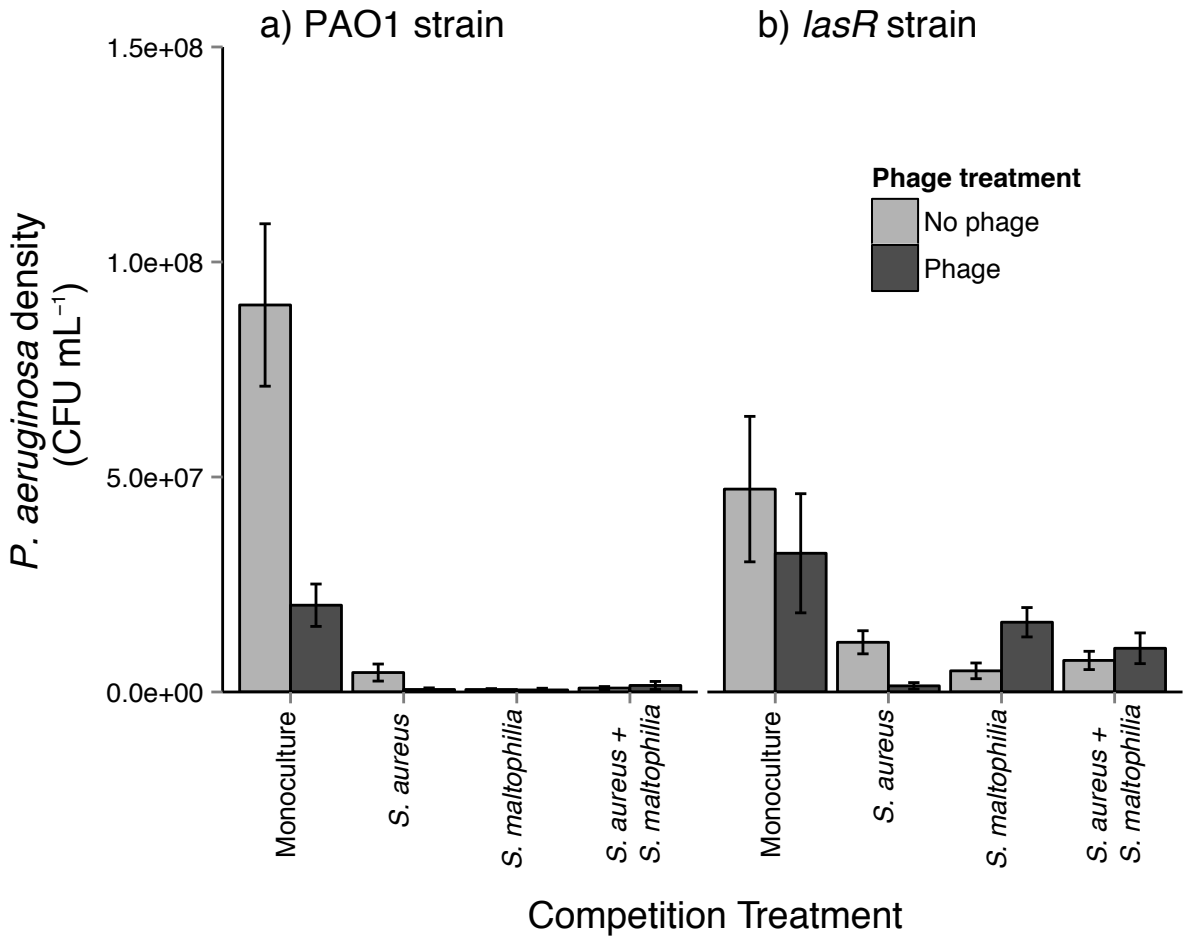 a) PAO1 strain
b) lasR strain
1.5e+08
1.0e+08
5.0e+07
0.0e+00
P. aeruginosa density
(CFU mL⁻¹)
Phage treatment
No phage
Phage
Monoculture
S. aureus
S. maltophilia
S. aureus +
S. maltophilia
Monoculture
S. aureus
S. maltophilia
S. aureus +
S. maltophilia
Competition Treatment